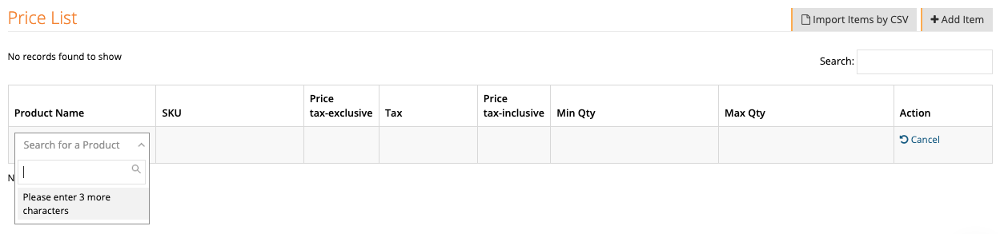 Price List
Import Items by CSV
Add Item
No records found to show
Search:
Product Name
SKU
Price tax-exclusive
Tax
Price tax-inclusive
Min Qty
Max Qty
Action
Search for a Product
Cancel
Please enter 3 more
characters